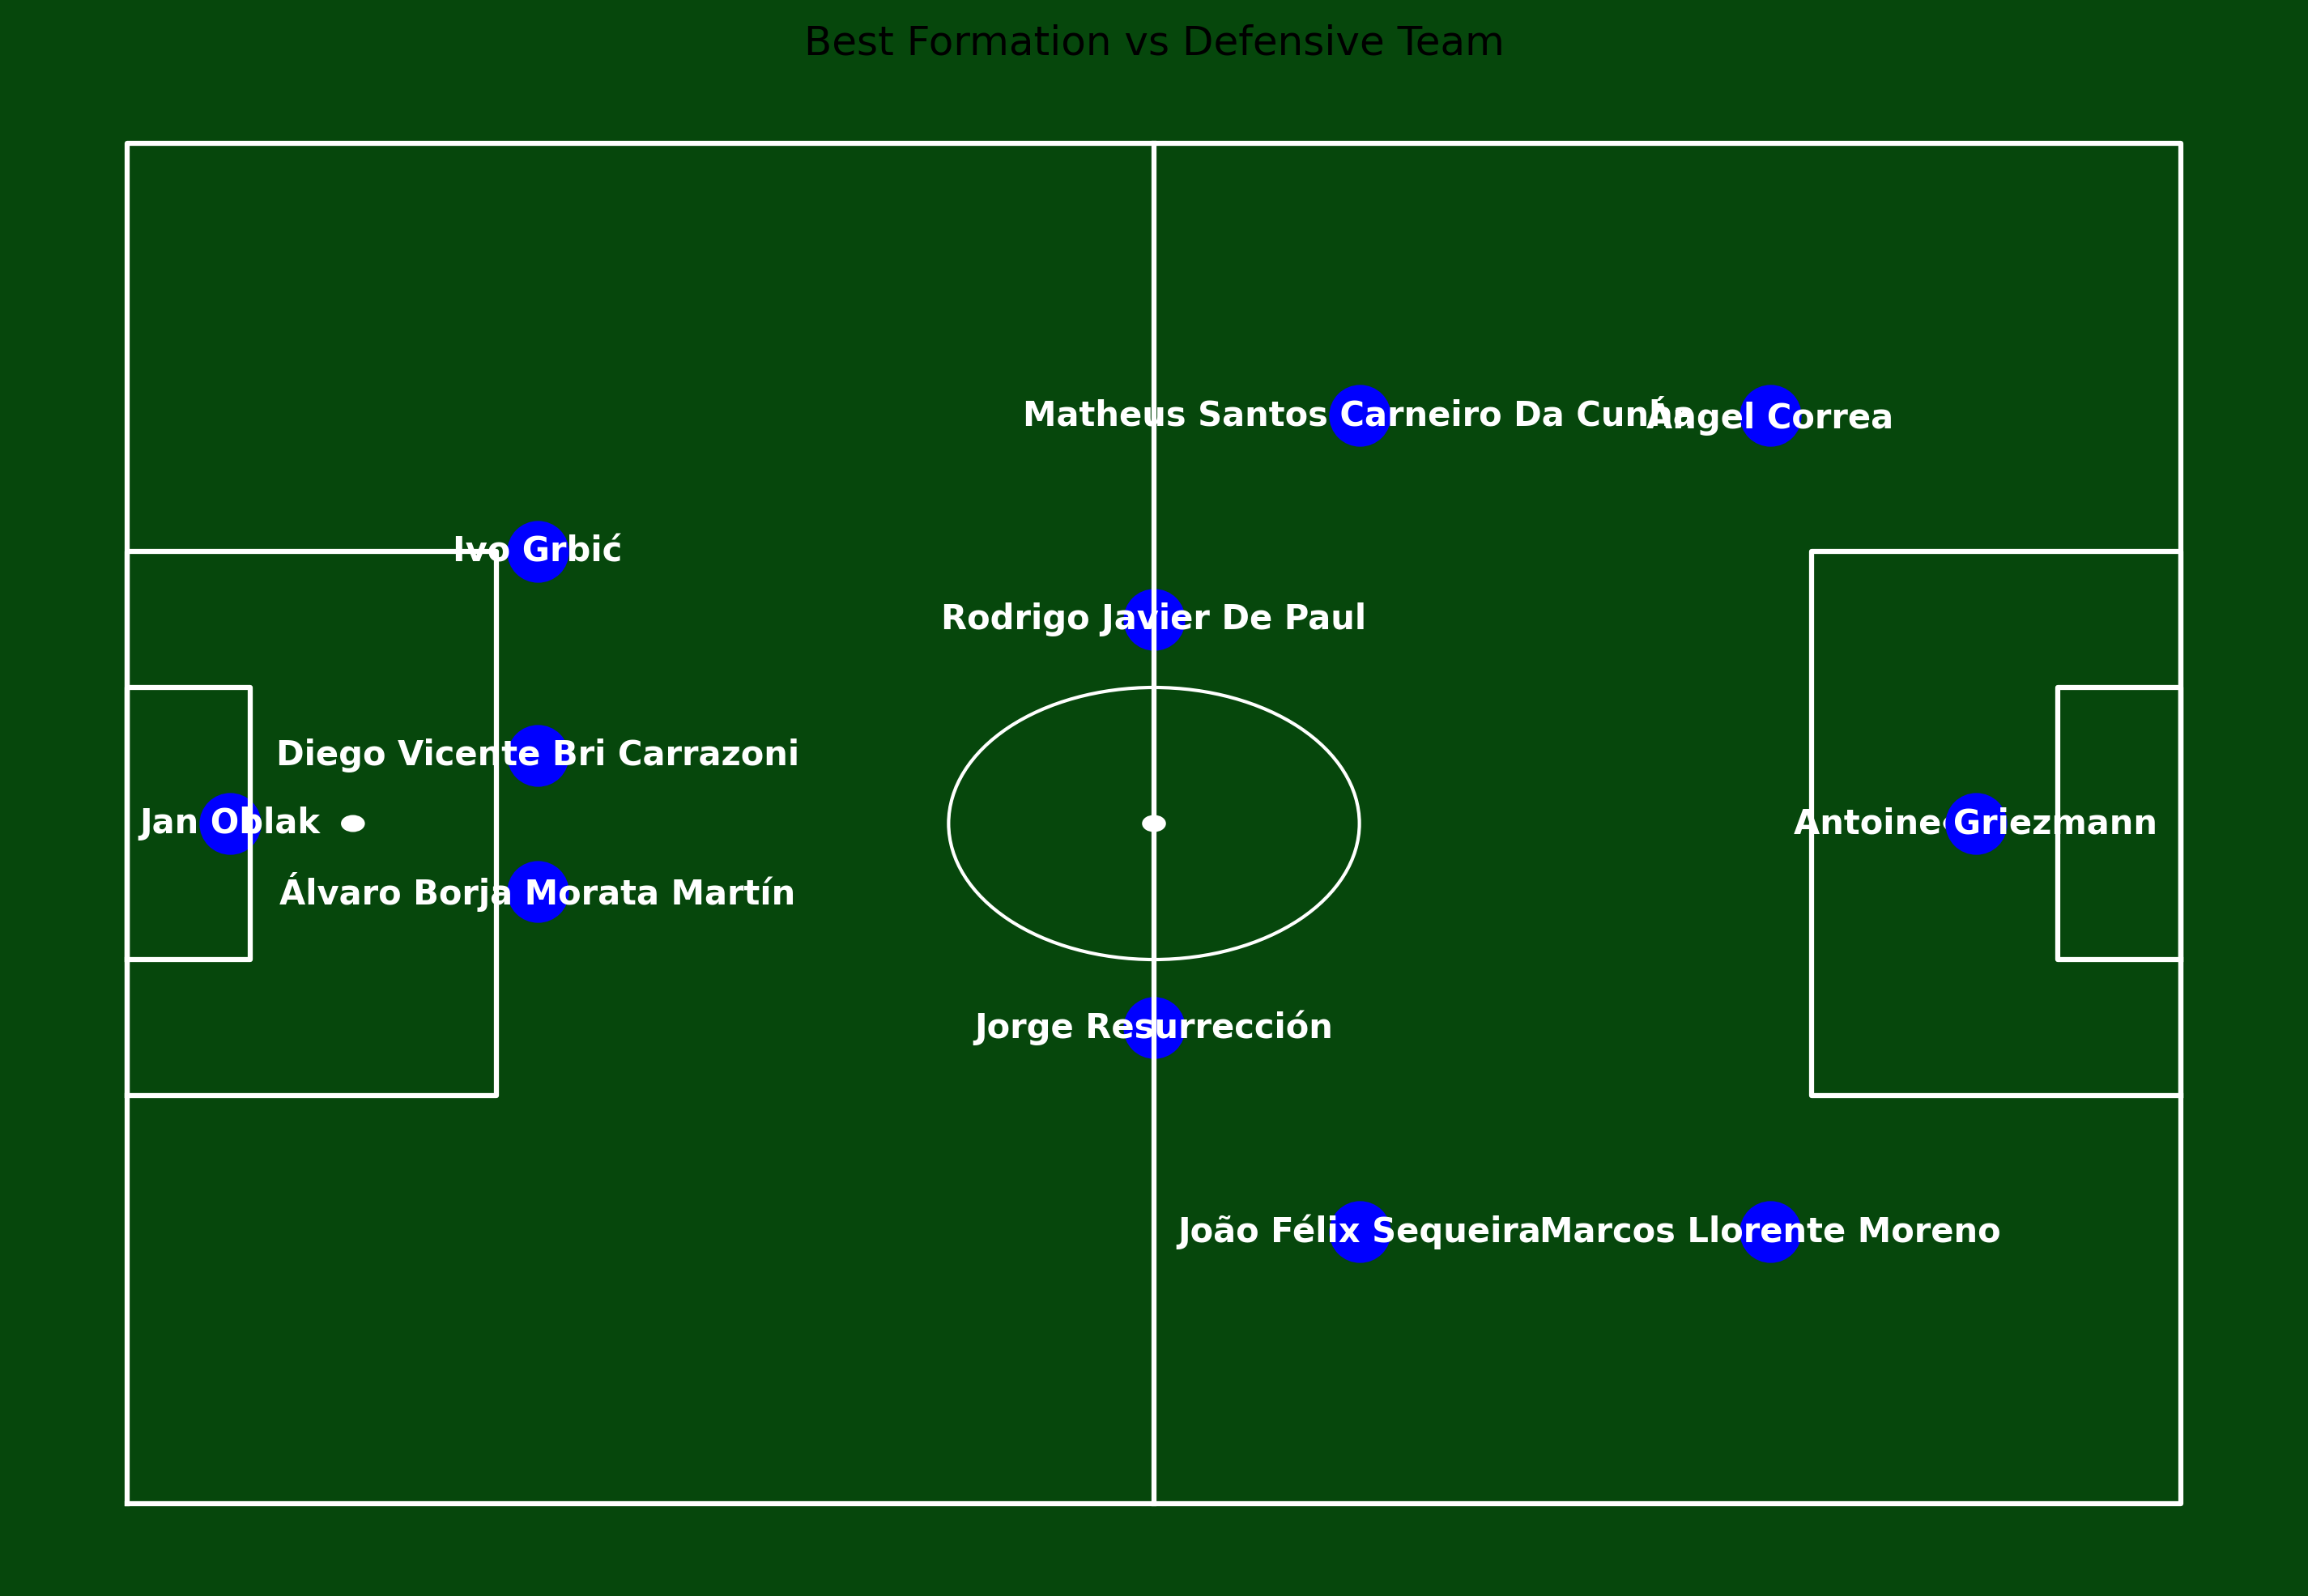 Best Formation vs Defensive Team
Matheus Santos Carneiro Da Cunha
Ángel Correa
Ivo Grbić
Rodrigo Javier De Paul
Diego Vicente Bri Carrazoni
Jan Oblak
Antoine Griezmann
Álvaro Borja Morata Martín
Jorge Resurrección
João Félix Sequeira
Marcos Llorente Moreno